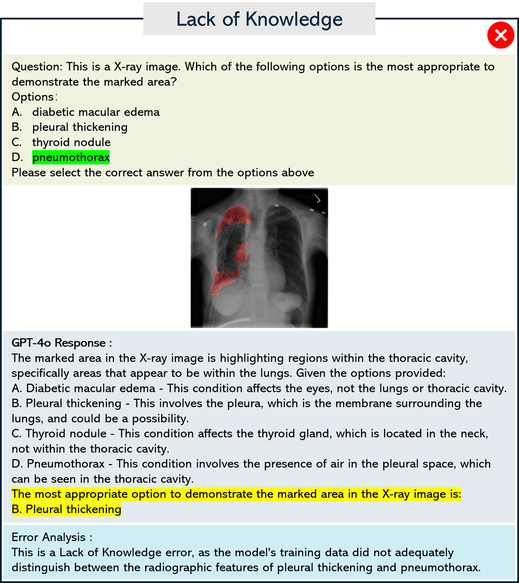 Lack of Knowledge
Question: This is a X-ray image. Which of the following options is the most appropriate to
demonstrate the marked area?
Options:
A. diabetic macular edema
B. pleural thickening
C. thyroid nodule
D. pneumothorax
Please select the correct answer from the options above
GPT-4o Response :
The marked area in the X-ray image is highlighting regions within the thoracic cavity,
specifically areas that appear to be within the lungs. Given the options provided:
A. Diabetic macular edema - This condition affects the eyes, not the lungs or thoracic cavity.
B. Pleural thickening - This involves the pleura, which is the membrane surrounding the
lungs, and could be a possibility.
C. Thyroid nodule - This condition affects the thyroid gland, which is located in the neck,
not within the thoracic cavity.
D. Pneumothorax - This condition involves the presence of air in the pleural space, which
can be seen in the thoracic cavity.
The most appropriate option to demonstrate the marked area in the X-ray image is:
B. Pleural thickening
Error Analysis :
This is a Lack of Knowledge error, as the model's training data did not adequately
distinguish between the radiographic features of pleural thickening and pneumothorax.